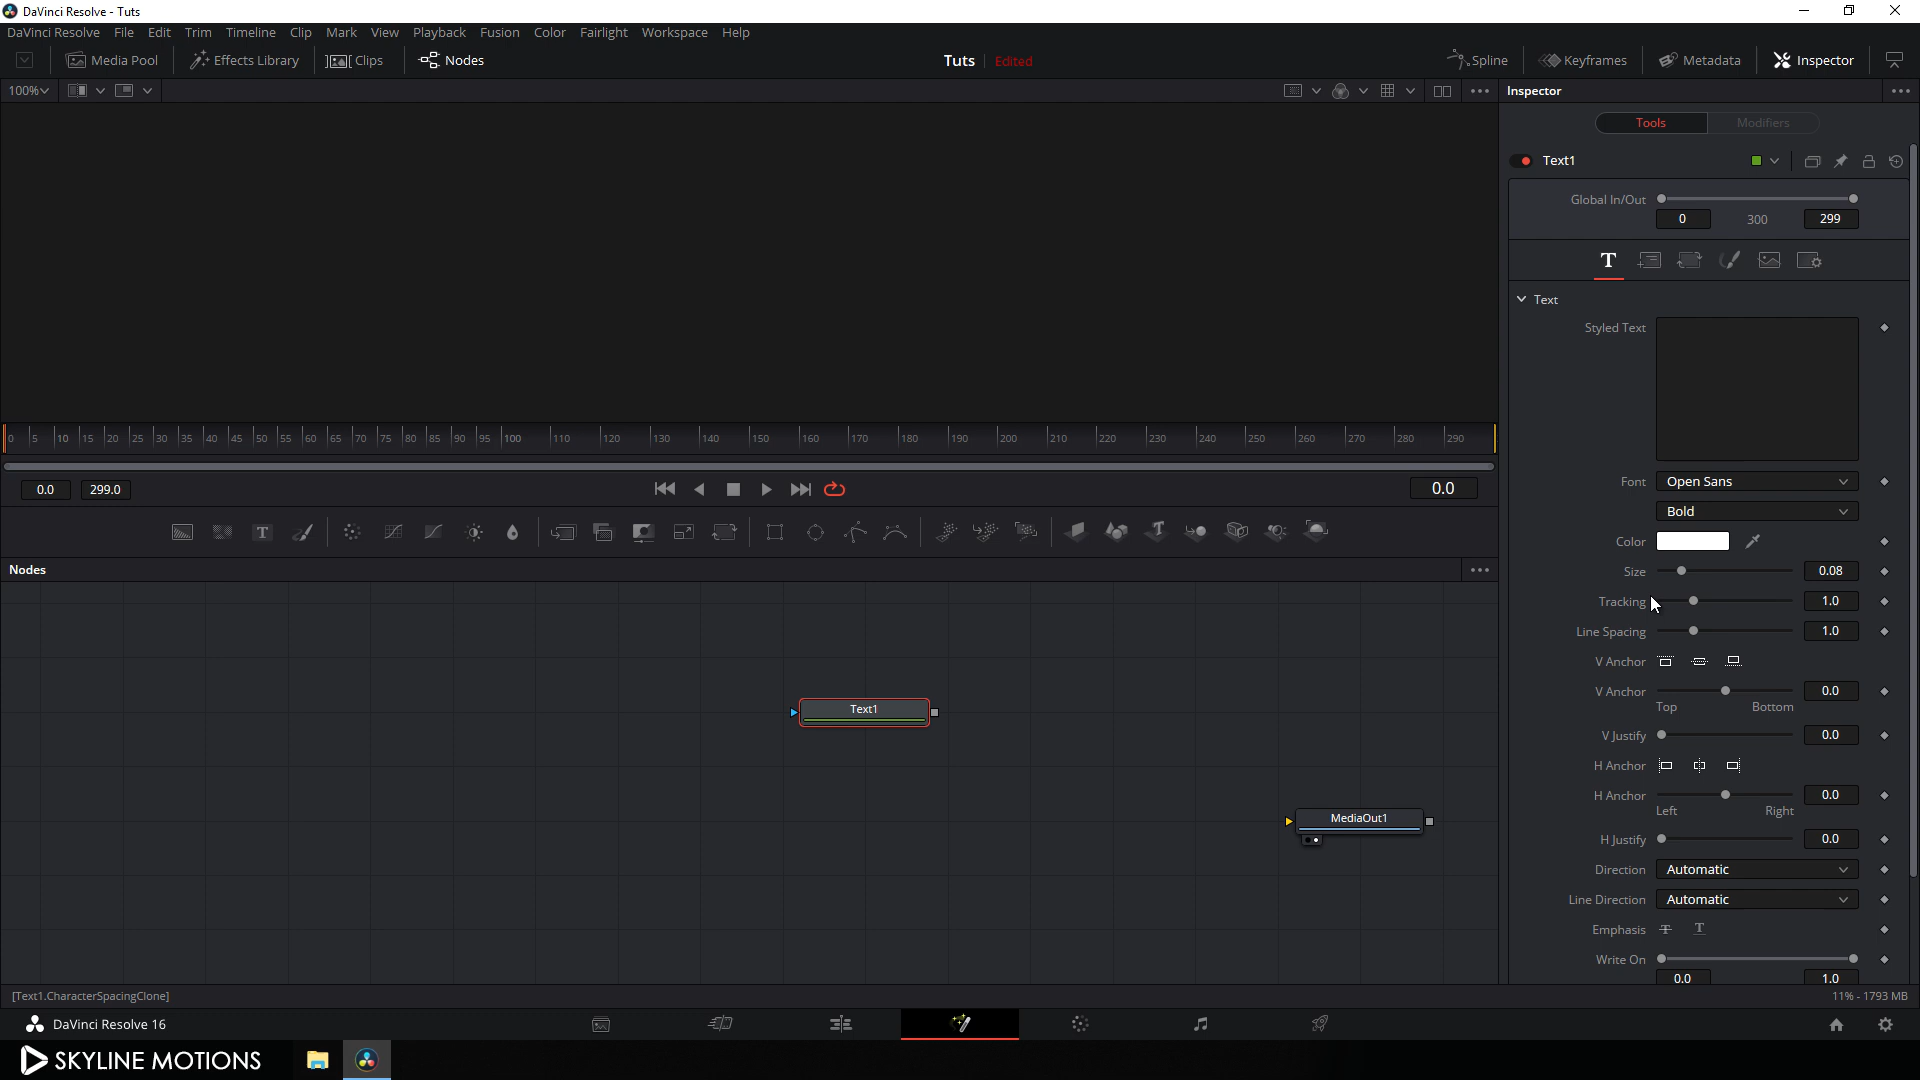 DaVinci Resolve - Tuts
DaVinci Resolve File Edit Trim Timeline Clip Mark View Playback Fusion Color Fairlight Workspace Help
Media Pool Effects Library Clips Nodes Tuts Edited Spline Keyframes Metadata Inspector
100% Inspector
Tools Modifiers
Text1
Global In/Out
0 300 299
T
Text
Styled Text
0 5 10 15 20 25 30 35 40 45 50 55 60 65 70 75 80 85 90 95 100 110 120 130 140 150 160 170 180 190 200 210 220 230 240 250 260 270 280 290
Font Open Sans
0.0 299.0 0.0
Bold
Color
Nodes
Size 0.08
Tracking 1.0
Line Spacing 1.0
V Anchor
V Anchor 0.0
Top Bottom
Text1
V Justify 0.0
H Anchor
H Anchor 0.0
Left Right
MediaOut1
H Justify 0.0
Direction Automatic
Line Direction Automatic
Emphasis T T
Write On
0.0 1.0
[Text1.CharacterSpacingClone] 11% - 1793 MB
DaVinci Resolve 16
SKYLINE MOTIONS